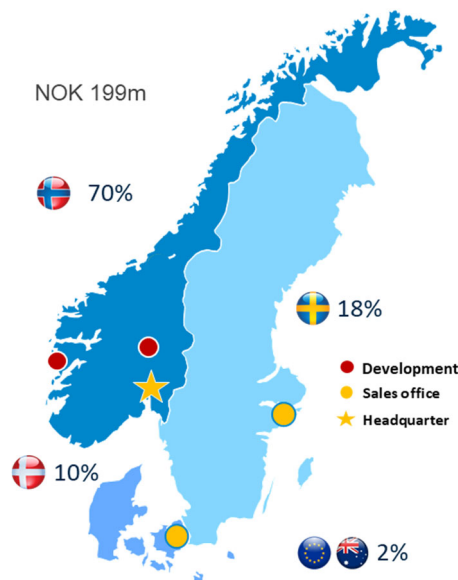 NOK 199m
70%
18%
Development
Sales office
Headquarter
10%
2%